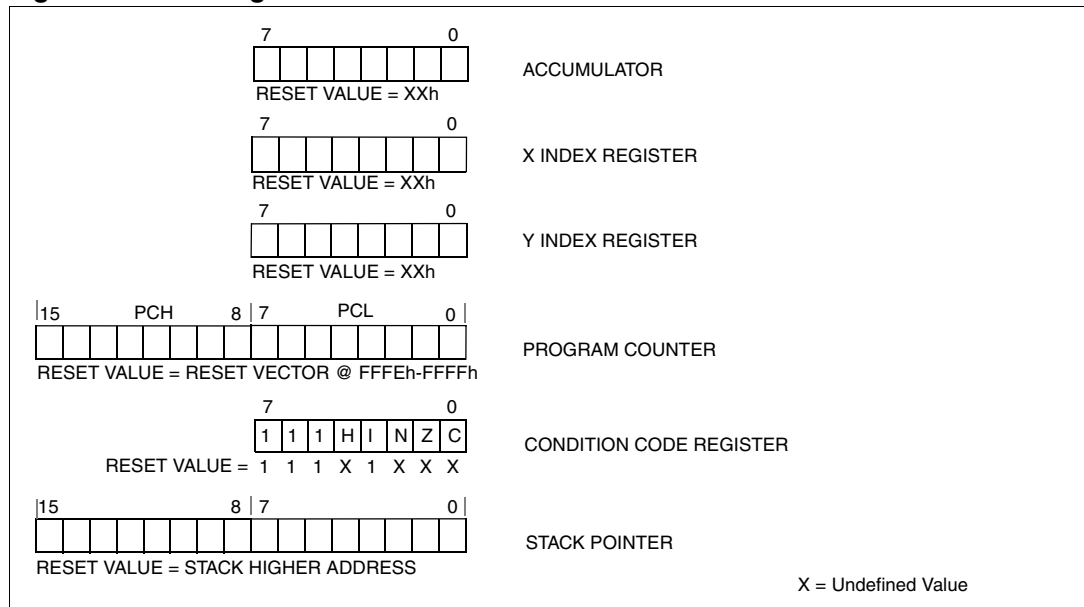 7 0
ACCUMULATOR
RESET VALUE = XXh
7 0
X INDEX REGISTER
RESET VALUE = XXh
7 0
Y INDEX REGISTER
RESET VALUE = XXh
15 PCH 8 7 PCL 0
PROGRAM COUNTER
RESET VALUE = RESET VECTOR @ FFFEh-FFFFh
7 0
1 1 1 H I N Z C
CONDITION CODE REGISTER
RESET VALUE = 1 1 1 X 1 X X X
15 8 7 0
STACK POINTER
RESET VALUE = STACK HIGHER ADDRESS
X = Undefined Value